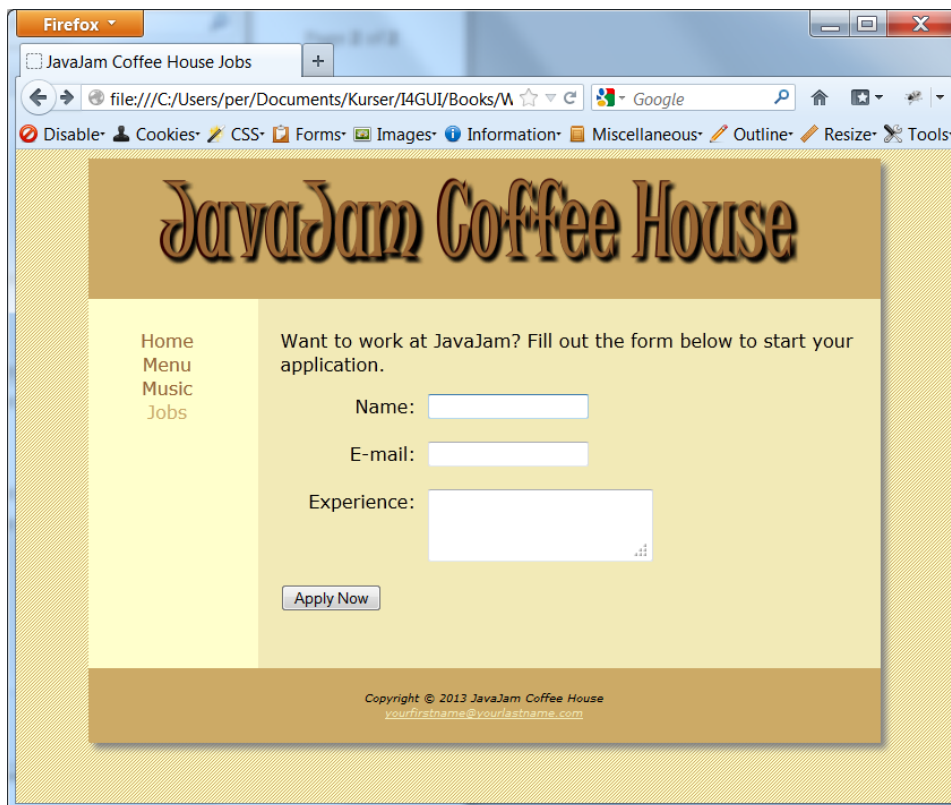 Firefox
JavaJam Coffee House Jobs
+
file:///C:/Users/per/Documents/Kurser/I4GUI/Books/W
Google
Disable
Cookies
CSS
Forms
Images
Information
Miscellaneous
Outline
Resize
Tools
JavaJam Coffee House
Home
Menu
Music
Jobs
Want to work at JavaJam? Fill out the form below to start your
application.
Name:
E-mail:
Experience:
Apply Now
Copyright © 2013 JavaJam Coffee House
yourfirstname@yourlastname.com